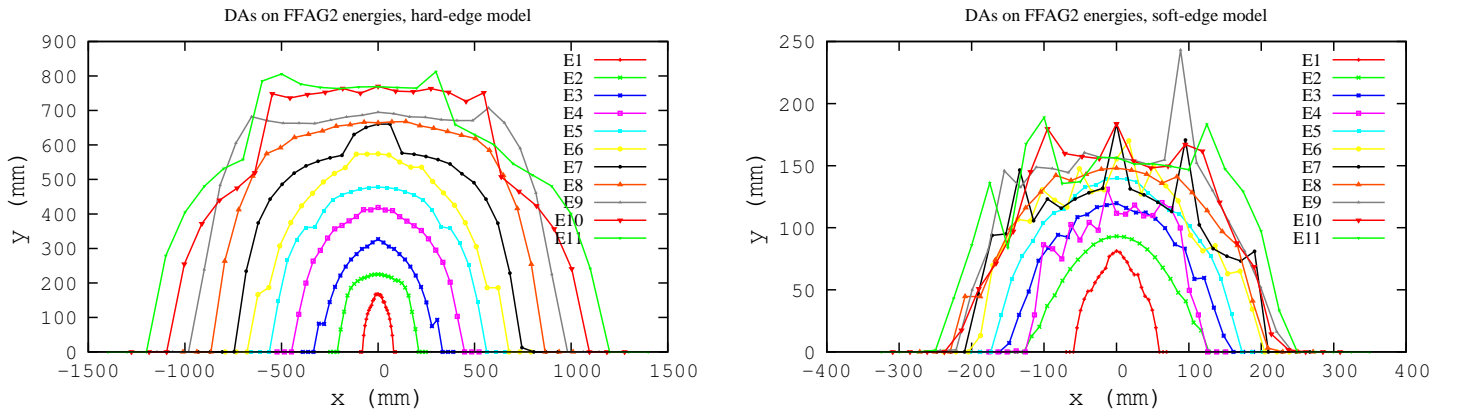 DAs on FFAG2 energies, hard-edge model
900
800
700
600
500
400
300
200
100
0
y (mm)
-1500 -1000 -500 0 500 1000 1500
x (mm)
E1
E2
E3
E4
E5
E6
E7
E8
E9
E10
E11
DAs on FFAG2 energies, soft-edge model
250
200
150
100
50
0
y (mm)
-400 -300 -200 -100 0 100 200 300 400
x (mm)
E1
E2
E3
E4
E5
E6
E7
E8
E9
E10
E11